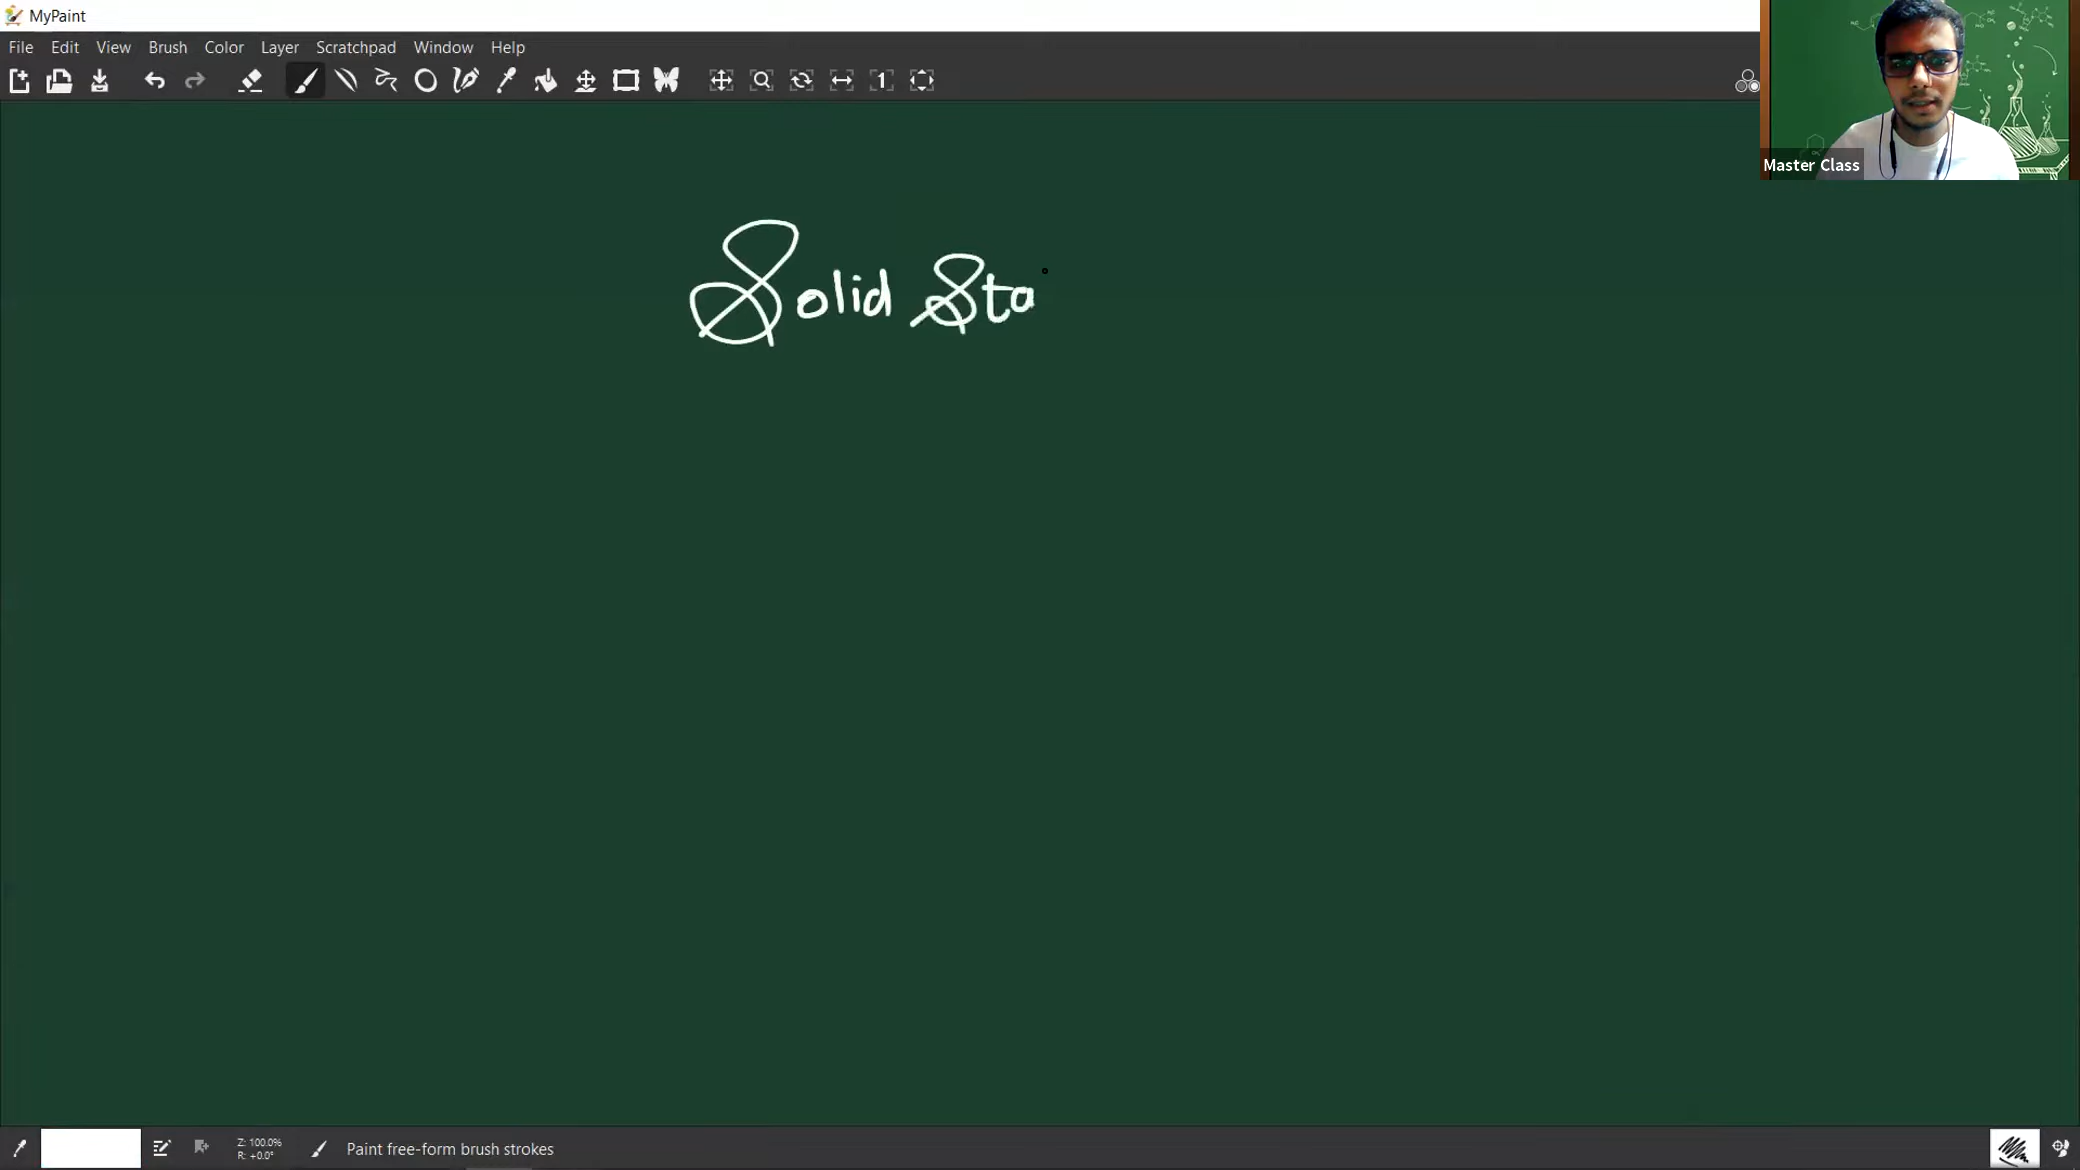 MyPaint
File Edit View Brush Color Layer Scratchpad Window Help
1
Master Class
Solid Sta
Z: 100.0%
R: +0.0°
Paint free-form brush strokes